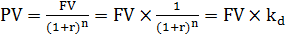 PV = FV/(1+r)^n = FV × 1/(1+r)^n = FV × k_d